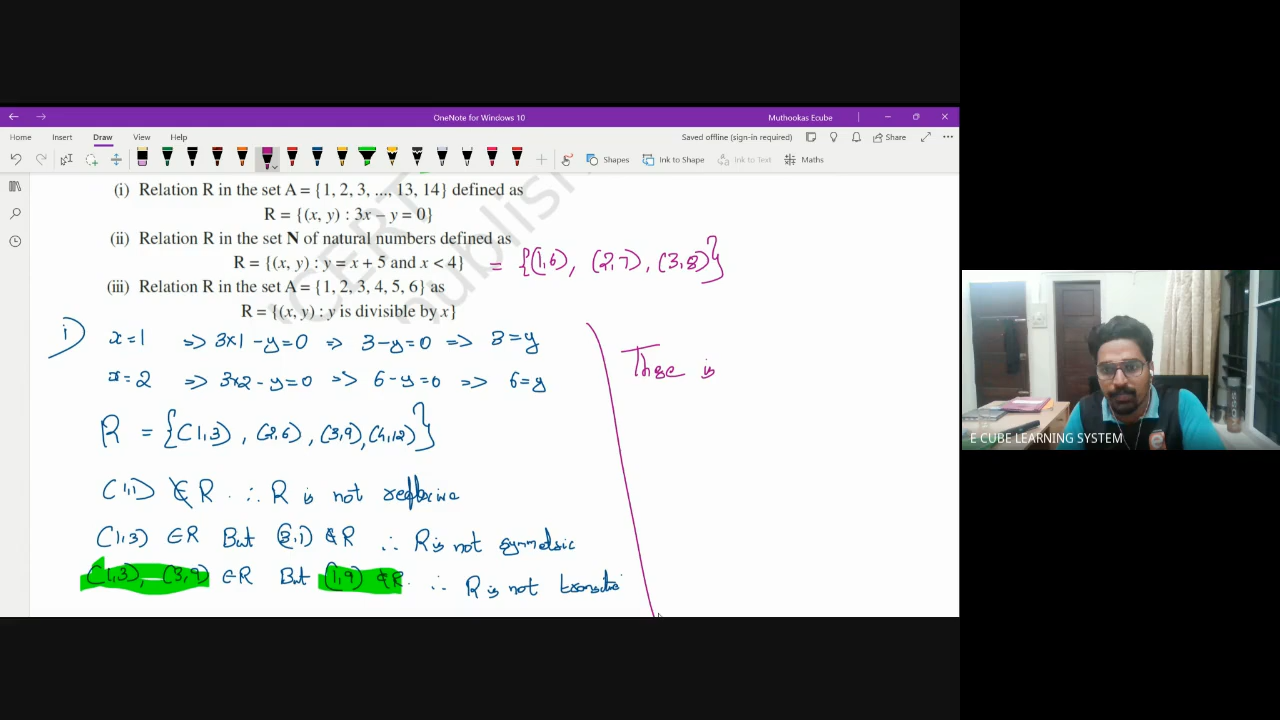 OneNote for Windows 10
Muthookas Ecube
Home Insert Draw View Help
Saved offline (sign-in required) Share
Shapes Ink to Shape Ink to Text Maths
(i) Relation R in the set A = {1, 2, 3, ..., 13, 14} defined as
R = {(x, y) : 3x – y = 0}
(ii) Relation R in the set N of natural numbers defined as
R = {(x, y) : y = x + 5 and x < 4} = {(1,6), (2,7), (3,8)}
(iii) Relation R in the set A = {1, 2, 3, 4, 5, 6} as
R = {(x, y) : y is divisible by x}
i) x=1 => 3x1 - y=0 => 3-y=0 => 3=y
x=2 => 3x2 - y=0 => 6-y=0 => 6=y
R = {(1,3), (2,6), (3,9), (4,12)}
(1,1) ∉ R ∴ R is not reflexive
(1,3) ∈R But (3,1) ∉R ∴ R is not symmetric
(1,3), (3,9) ∈R But (1,9) ∉R ∴ R is not
There is
E CUBE LEARNING SYSTEM